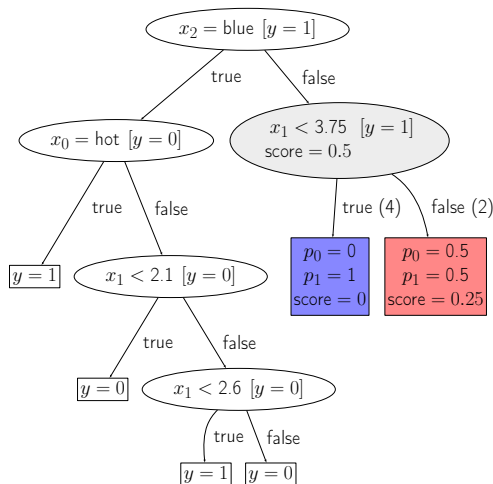 x₂ = blue [y = 1]
true
false
x₀ = hot [y = 0]
x₁ < 3.75 [y = 1]
score = 0.5
true
false
true (4)
false (2)
y = 1
x₁ < 2.1 [y = 0]
p₀ = 0
p₁ = 1
score = 0
p₀ = 0.5
p₁ = 0.5
score = 0.25
true
false
y = 0
x₁ < 2.6 [y = 0]
true
false
y = 1
y = 0